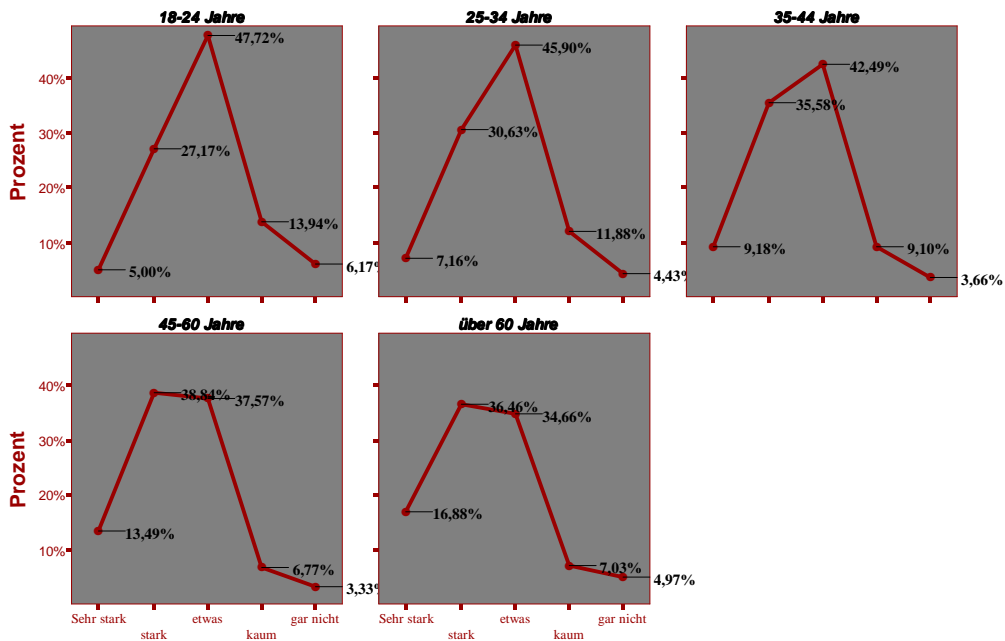 18-24 Jahre
25-34 Jahre
35-44 Jahre
Prozent
40%
30%
20%
10%
47,72%
27,17%
13,94%
5,00%
6,17%
45,90%
30,63%
11,88%
7,16%
4,43%
42,49%
35,58%
9,18%
9,10%
3,66%
45-60 Jahre
über 60 Jahre
Prozent
40%
30%
20%
10%
38,84%
37,57%
13,49%
6,77%
3,33%
36,46%
34,66%
16,88%
7,03%
4,97%
Sehr stark
stark
etwas
kaum
gar nicht
Sehr stark
stark
etwas
kaum
gar nicht